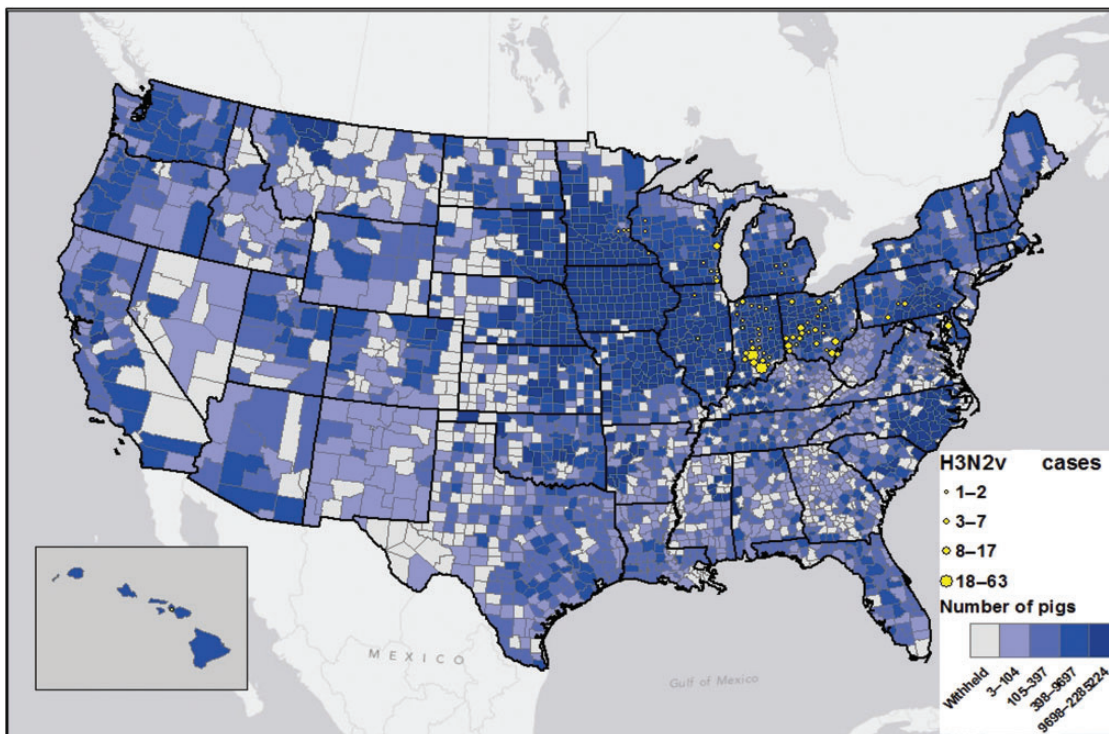 MEXICO
Gulf of Mexico
H3N2v cases
1–2
3–7
8–17
18–63
Number of pigs
Withheld
3–104
105–397
398–9697
9698–2285224